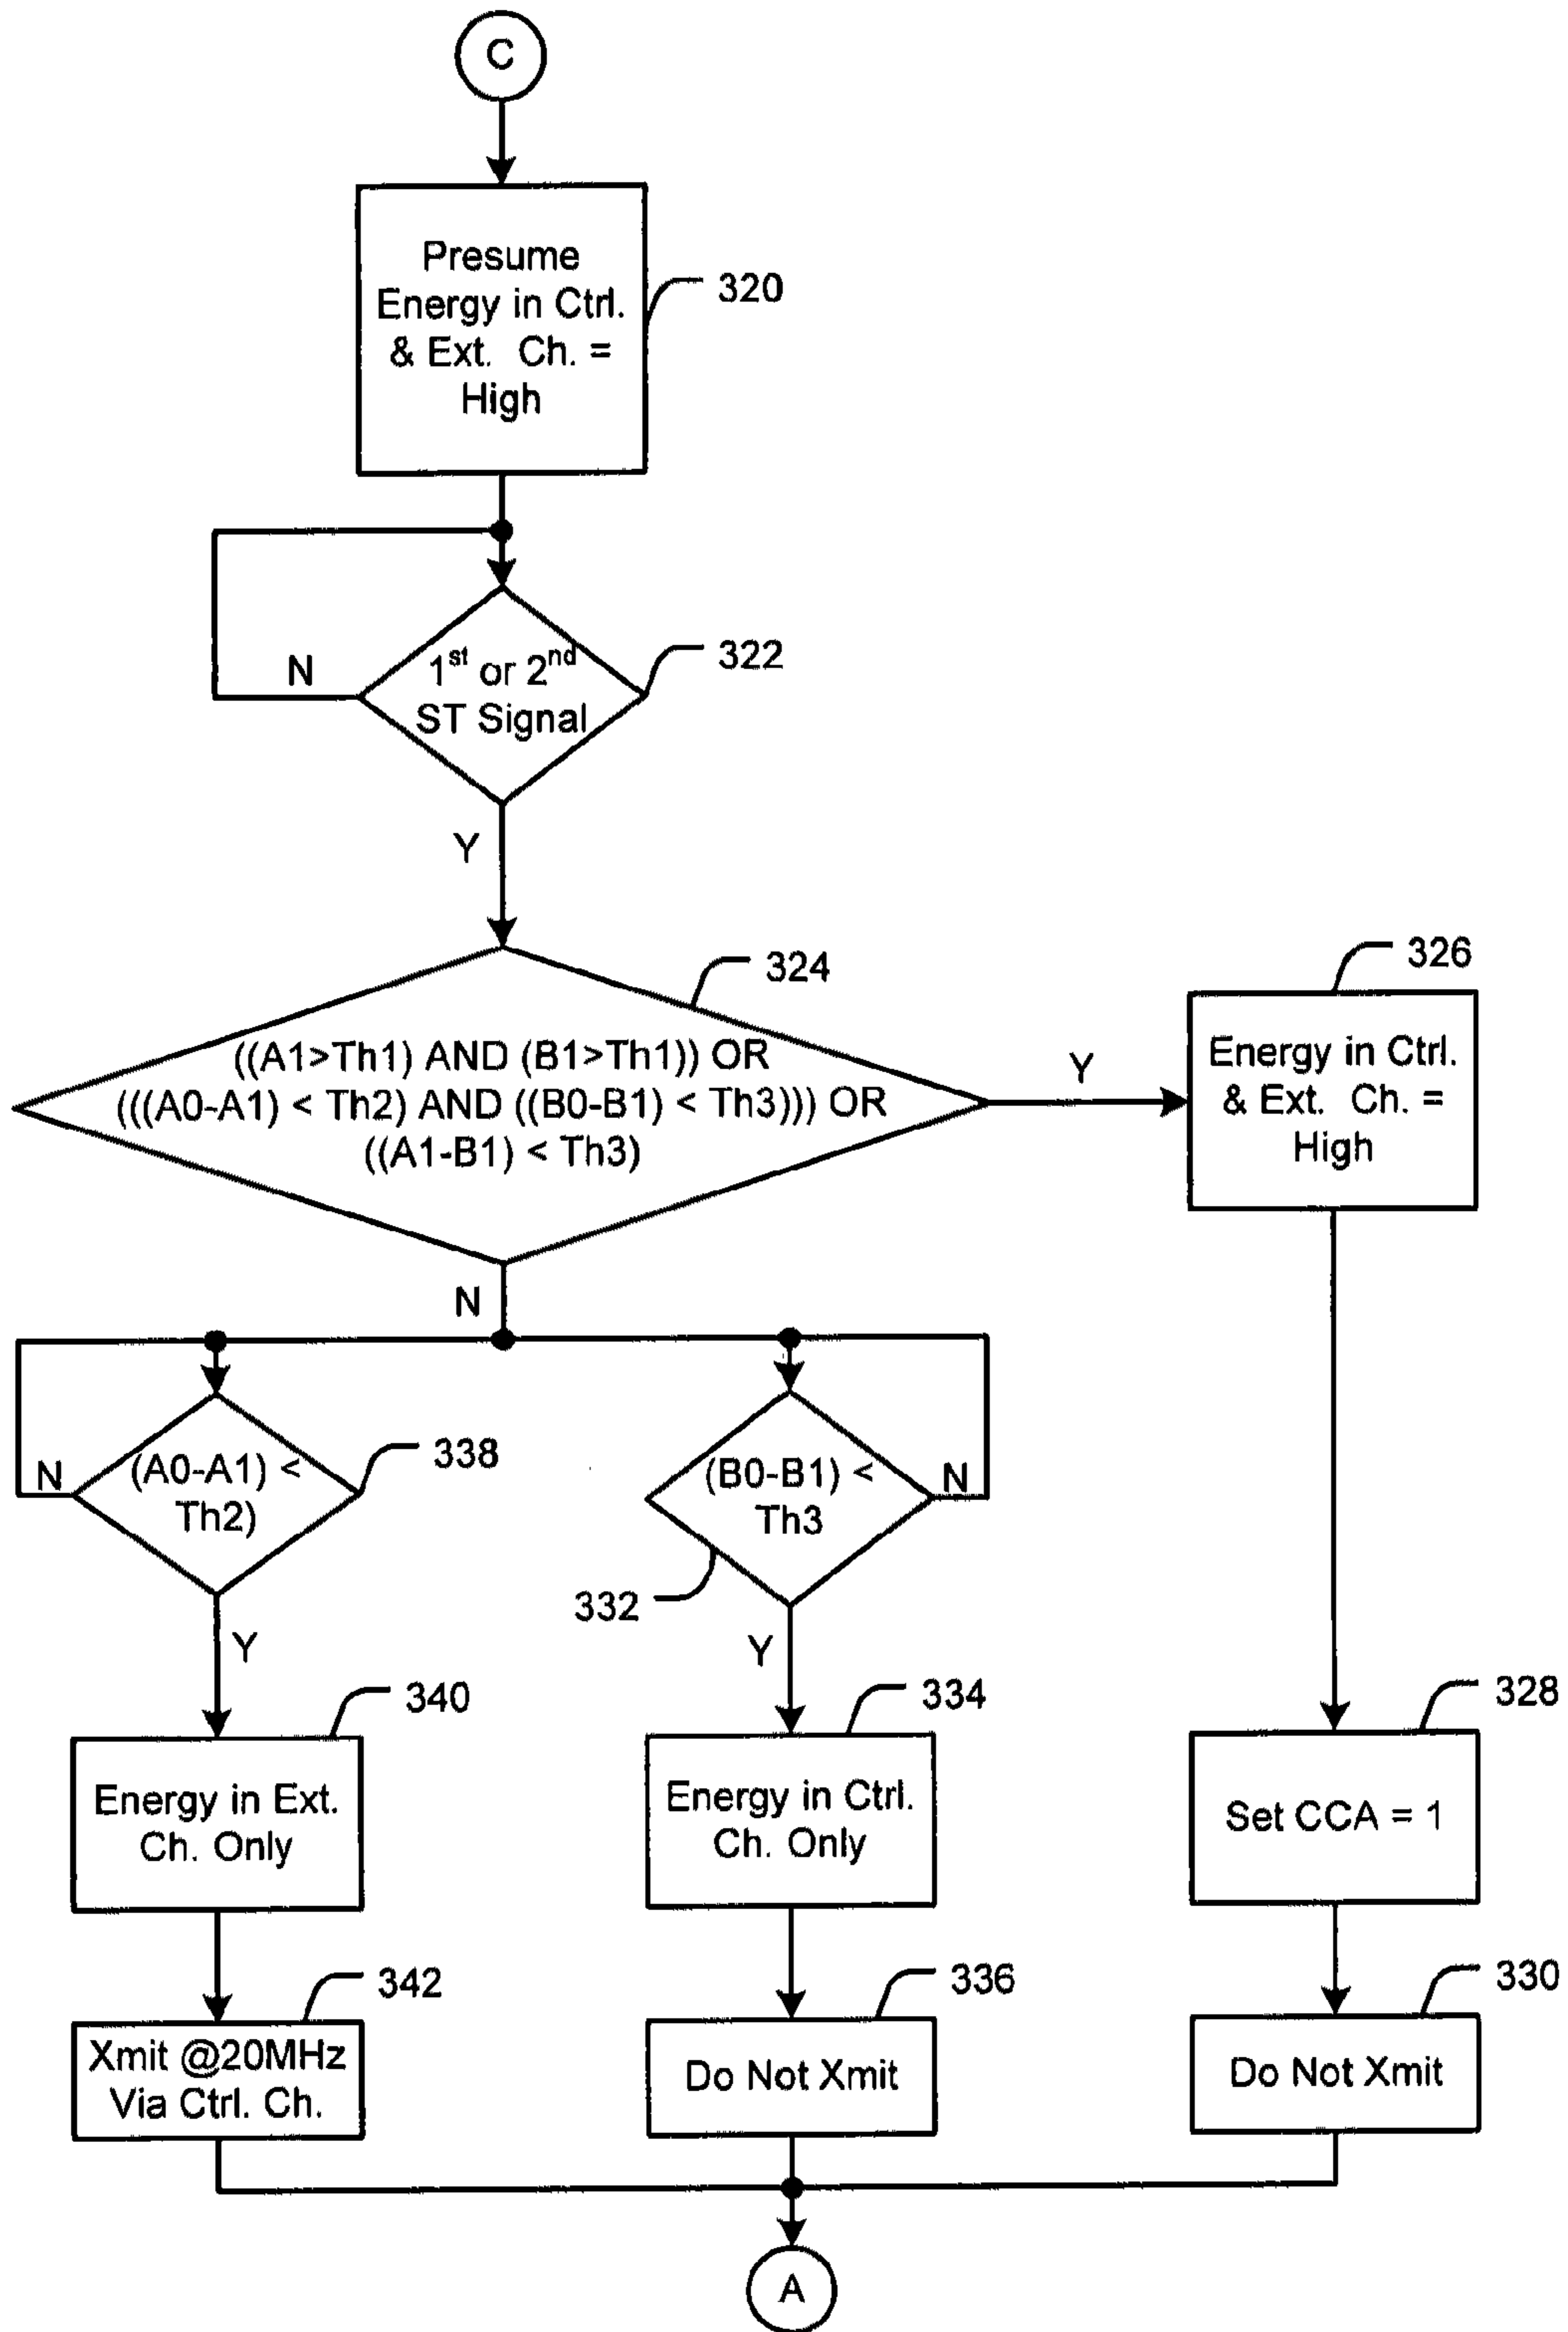 C
Presume
Energy in Ctrl.
& Ext. Ch. =
High
320
1st or 2nd
ST Signal
322
N
Y
324
((A1>Th1) AND (B1>Th1)) OR
(((A0-A1) < Th2) AND ((B0-B1) < Th3))) OR
((A1-B1) < Th3)
Y
326
Energy in Ctrl.
& Ext. Ch. =
High
N
(A0-A1) <
Th2)
338
N
Y
(B0-B1) <
Th3
N
332
Y
340
Energy in Ext.
Ch. Only
334
Energy in Ctrl.
Ch. Only
328
Set CCA = 1
342
Xmit @20MHz
Via Ctrl. Ch.
336
Do Not Xmit
330
Do Not Xmit
A